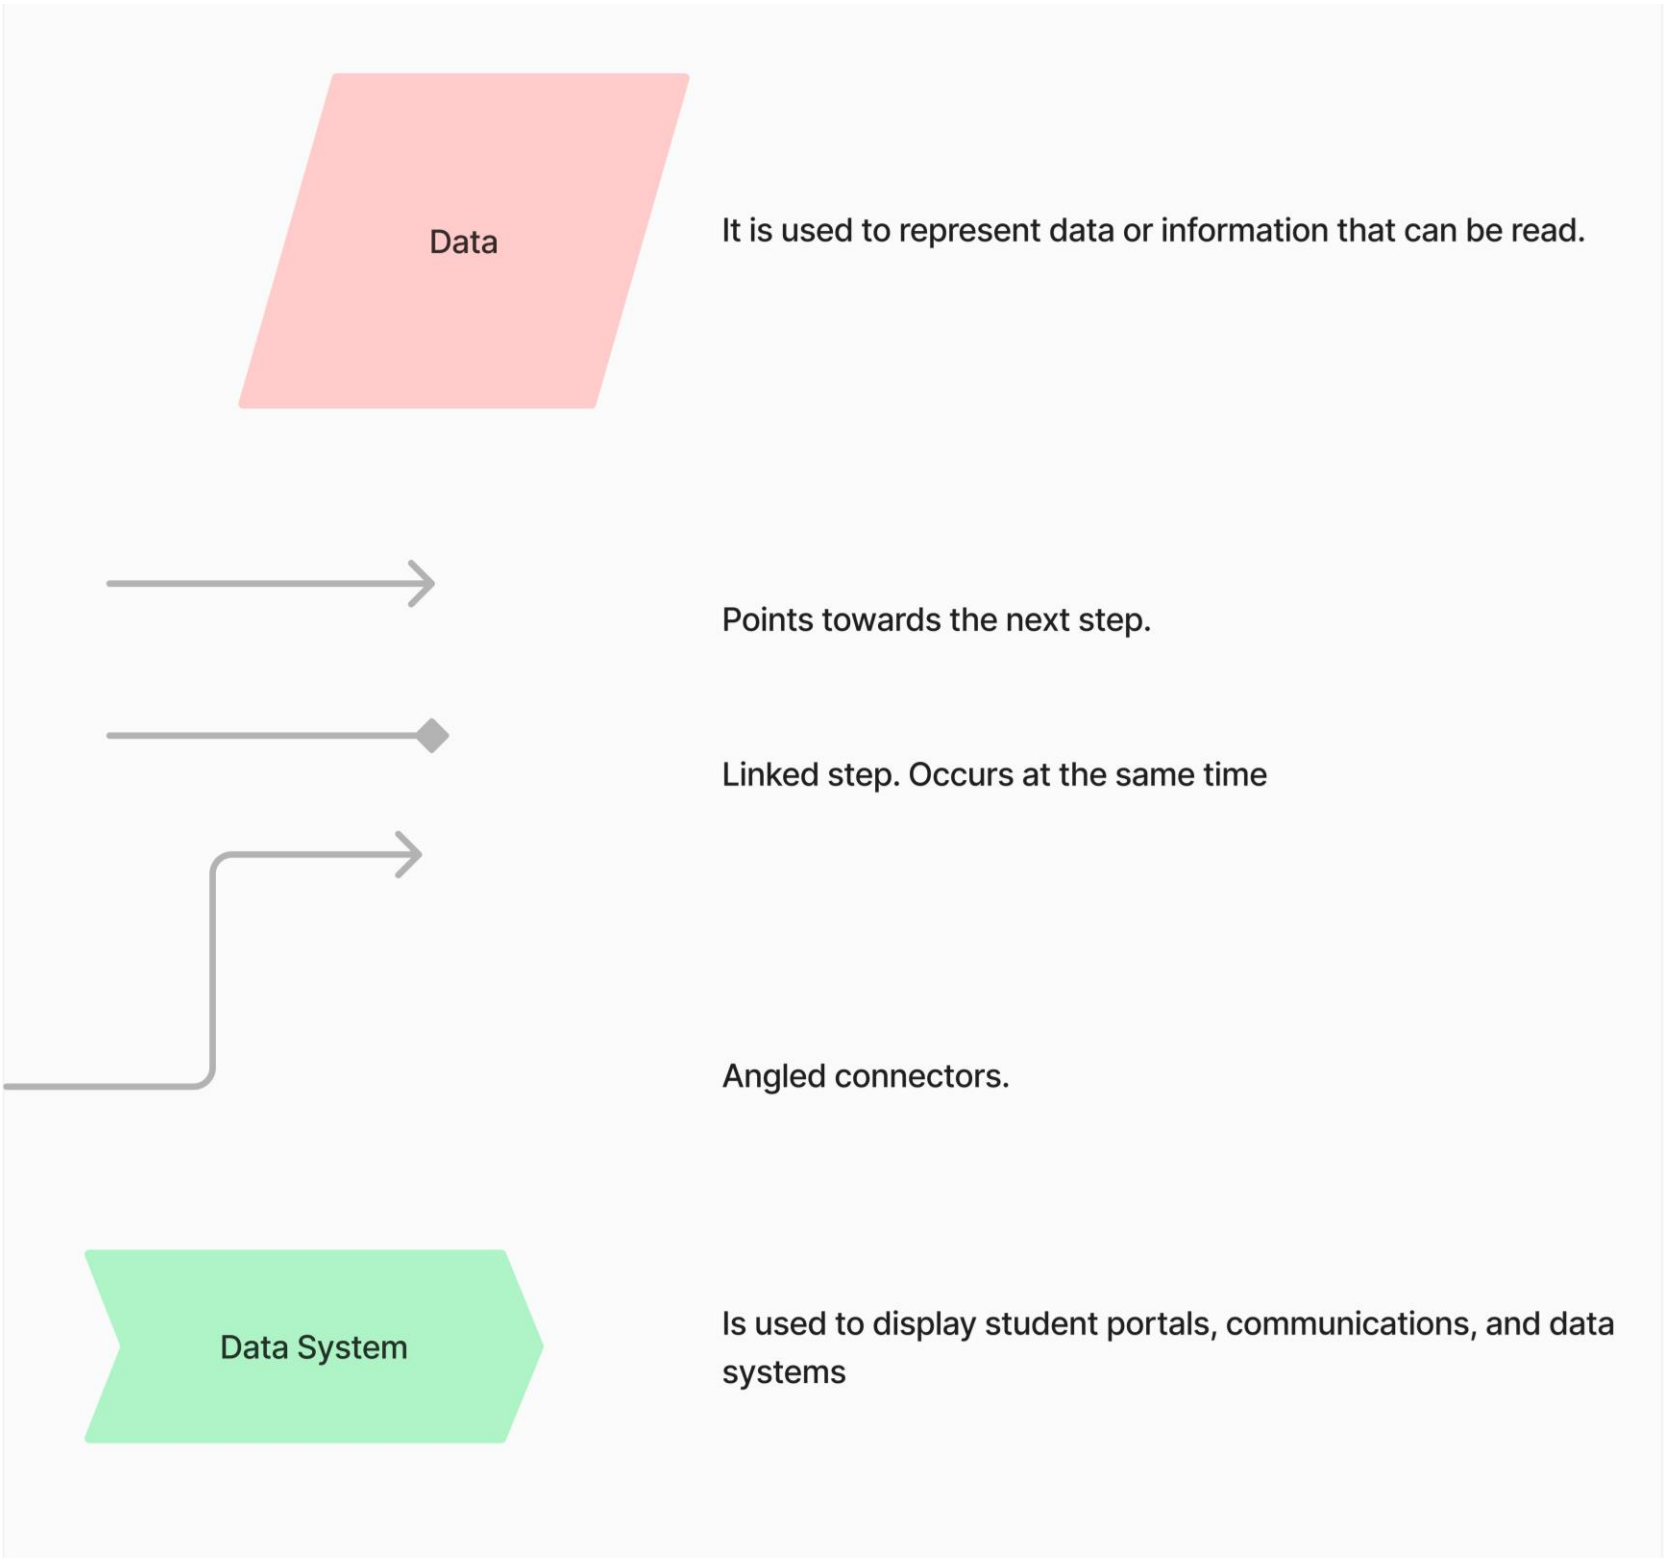 Data
It is used to represent data or information that can be read.
Points towards the next step.
Linked step. Occurs at the same time
Angled connectors.
Data System
Is used to display student portals, communications, and data
systems